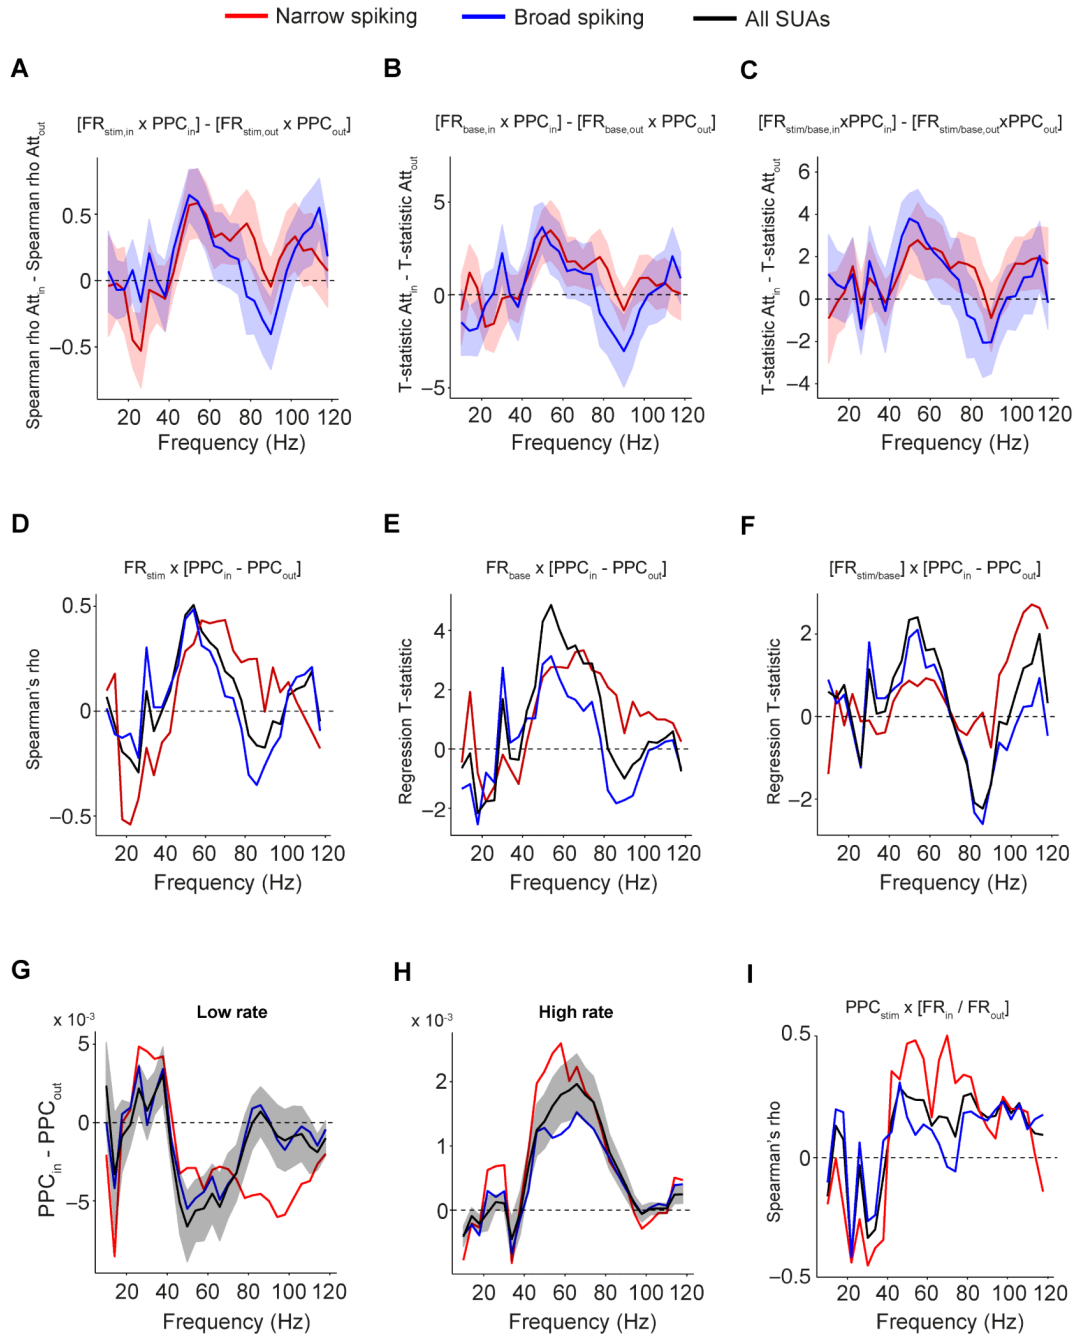 Narrow spiking Broad spiking All SUAs
A B C
[FRstim,in x PPCin] - [FRstim,out x PPCout]
[FRbase,in x PPCin] - [FRbase,out x PPCout]
[FRstim/base,inxPPCin] - [FRstim/base,outxPPCout]
Spearman rho Attin - Spearman rho Attout
0.5
0
−0.5
20 40 60 80 100 120
Frequency (Hz)
T-statistic Attin - T-statistic Attout
5
0
−5
20 40 60 80 100 120
Frequency (Hz)
T-statistic Attin - T-statistic Attout
6
4
2
0
−2
−4
20 40 60 80 100 120
Frequency (Hz)
D E F
FRstim x [PPCin - PPCout]
FRbase x [PPCin - PPCout]
[FRstim/base] x [PPCin - PPCout]
Spearman's rho
0.5
0
−0.5
20 40 60 80 100 120
Frequency (Hz)
Regression T-statistic
4
2
0
−2
20 40 60 80 100 120
Frequency (Hz)
Regression T-statistic
2
0
−2
20 40 60 80 100 120
Frequency (Hz)
G H I
Low rate
x 10-3
PPCin - PPCout
5
0
−5
20 40 60 80 100 120
Frequency (Hz)
High rate
x 10-3
2
1
0
20 40 60 80 100 120
Frequency (Hz)
PPCstim x [FRin / FRout]
Spearman's rho
0.5
0
−0.5
20 40 60 80 100 120
Frequency (Hz)